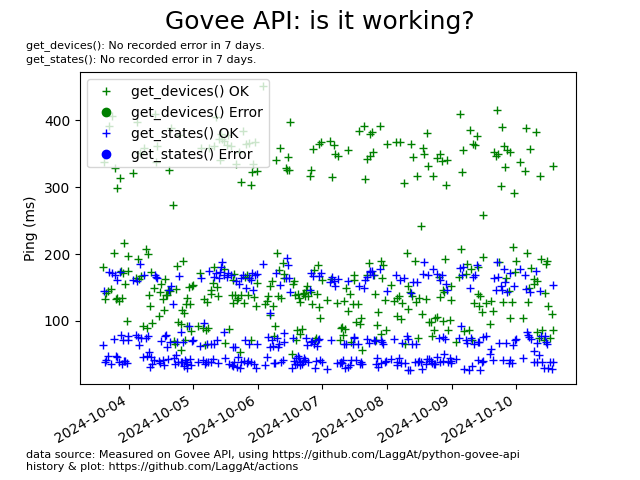 Govee API: is it working?
get_devices(): No recorded error in 7 days.
get_states(): No recorded error in 7 days.
get_devices() OK
get_devices() Error
get_states() OK
get_states() Error
Ping (ms)
400
300
200
100
2024-10-04
2024-10-05
2024-10-06
2024-10-07
2024-10-08
2024-10-09
2024-10-10
data source: Measured on Govee API, using https://github.com/LaggAt/python-govee-api
history & plot: https://github.com/LaggAt/actions